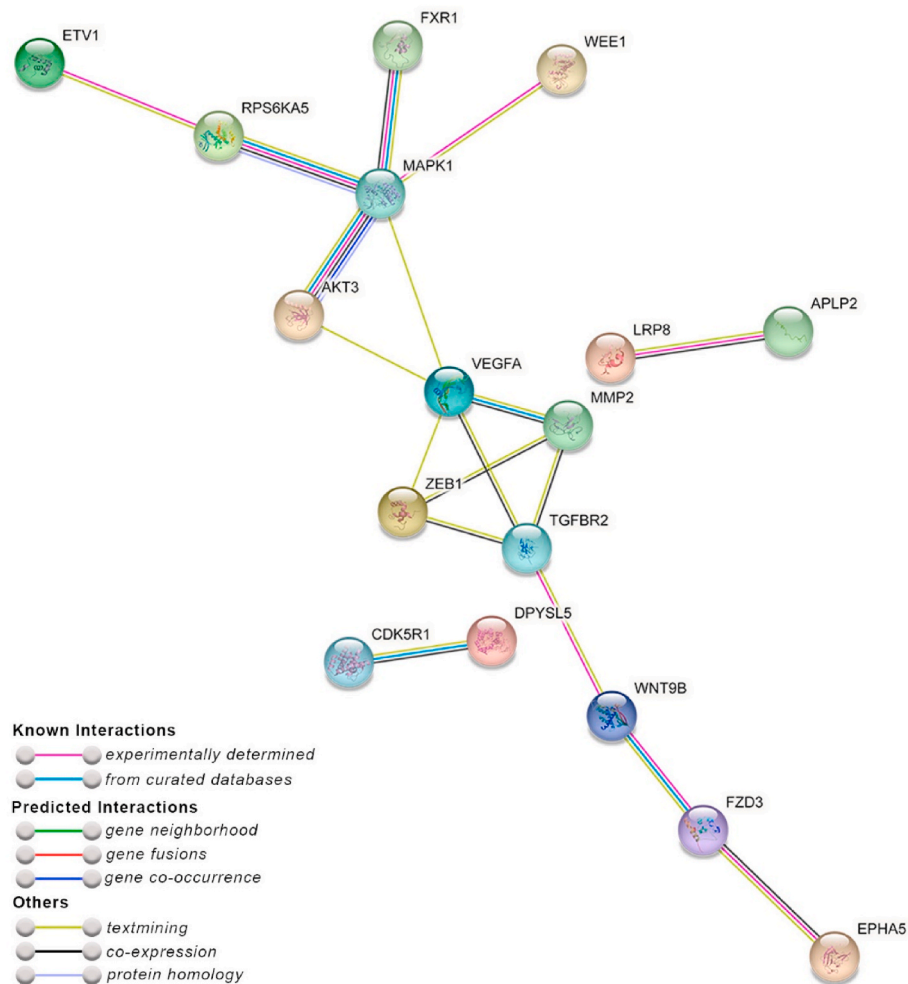 ETV1
FXR1
WEE1
RPS6KA5
MAPK1
AKT3
APLP2
LRP8
VEGFA
MMP2
ZEB1
TGFBR2
DPYSL5
CDK5R1
WNT9B
FZD3
EPHA5
Known Interactions
experimentally determined
from curated databases
Predicted Interactions
gene neighborhood
gene fusions
gene co-occurrence
Others
textmining
co-expression
protein homology